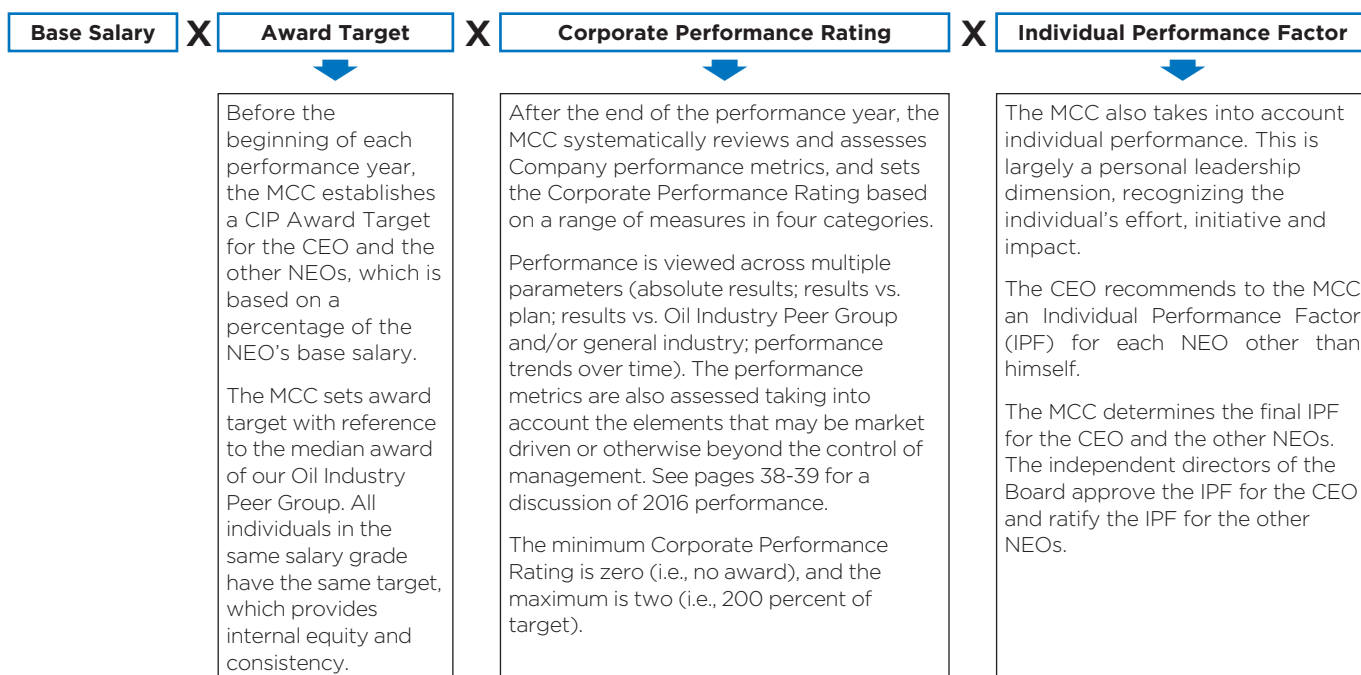 Base Salary X Award Target X Corporate Performance Rating X Individual Performance Factor
Before the
beginning of each
performance year,
the MCC establishes
a CIP Award Target
for the CEO and the
other NEOs, which is
based on a
percentage of the
NEO’s base salary.
The MCC sets award
target with reference
to the median award
of our Oil Industry
Peer Group. All
individuals in the
same salary grade
have the same target,
which provides
internal equity and
consistency.
After the end of the performance year, the
MCC systematically reviews and assesses
Company performance metrics, and sets
the Corporate Performance Rating based
on a range of measures in four categories.
Performance is viewed across multiple
parameters (absolute results; results vs.
plan; results vs. Oil Industry Peer Group
and/or general industry; performance
trends over time). The performance
metrics are also assessed taking into
account the elements that may be market
driven or otherwise beyond the control of
management. See pages 38-39 for a
discussion of 2016 performance.
The minimum Corporate Performance
Rating is zero (i.e., no award), and the
maximum is two (i.e., 200 percent of
target).
The MCC also takes into account
individual performance. This is
largely a personal leadership
dimension, recognizing the
individual’s effort, initiative and
impact.
The CEO recommends to the MCC
an Individual Performance Factor
(IPF) for each NEO other than
himself.
The MCC determines the final IPF
for the CEO and the other NEOs.
The independent directors of the
Board approve the IPF for the CEO
and ratify the IPF for the other
NEOs.